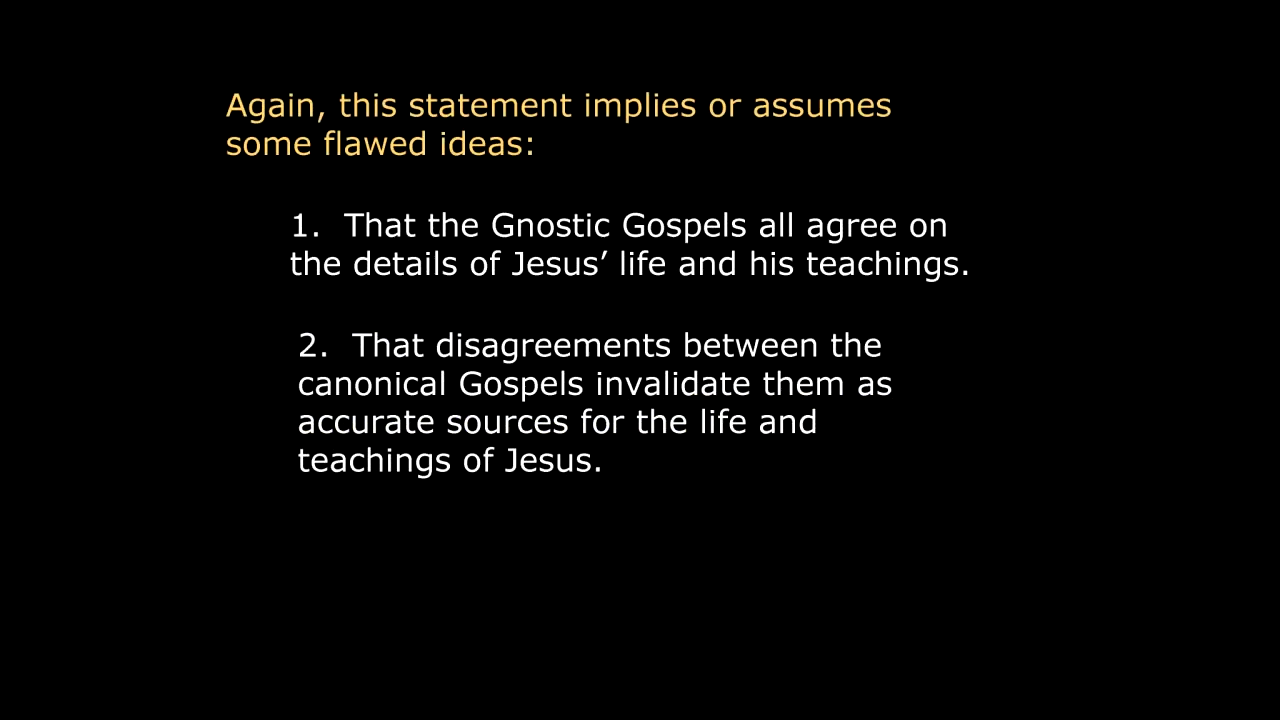 Again, this statement implies or assumes
some flawed ideas:
1. That the Gnostic Gospels all agree on
the details of Jesus’ life and his teachings.
2. That disagreements between the
canonical Gospels invalidate them as
accurate sources for the life and
teachings of Jesus.